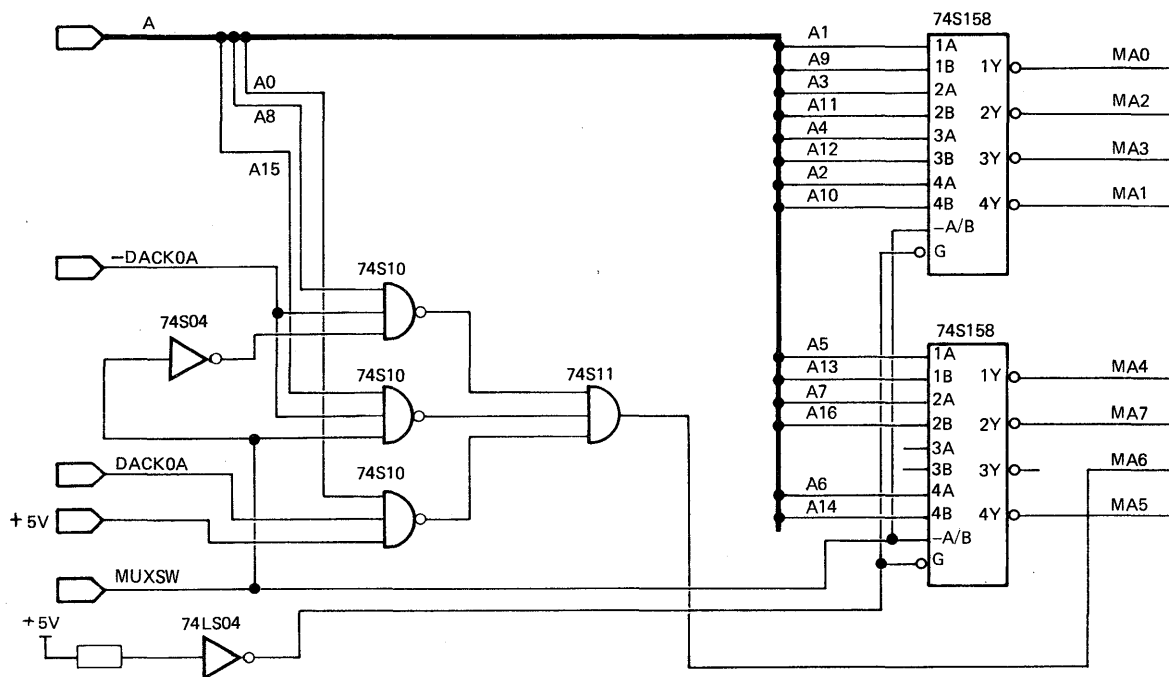 A
A0
A8
A15
−DACK0A
74S04
74S10
74S10
74S10
74S11
DACK0A
+5V
MUXSW
+5V
74LS04
74S158
A1 1A
A9 1B
A3 2A
A11 2B
A4 3A
A12 3B
A2 4A
A10 4B
−A/B
G
1Y MA0
2Y MA2
3Y MA3
4Y MA1
74S158
A5 1A
A13 1B
A7 2A
A16 2B
3A
3B
A6 4A
A14 4B
−A/B
G
1Y MA4
2Y MA7
3Y MA6
4Y MA5